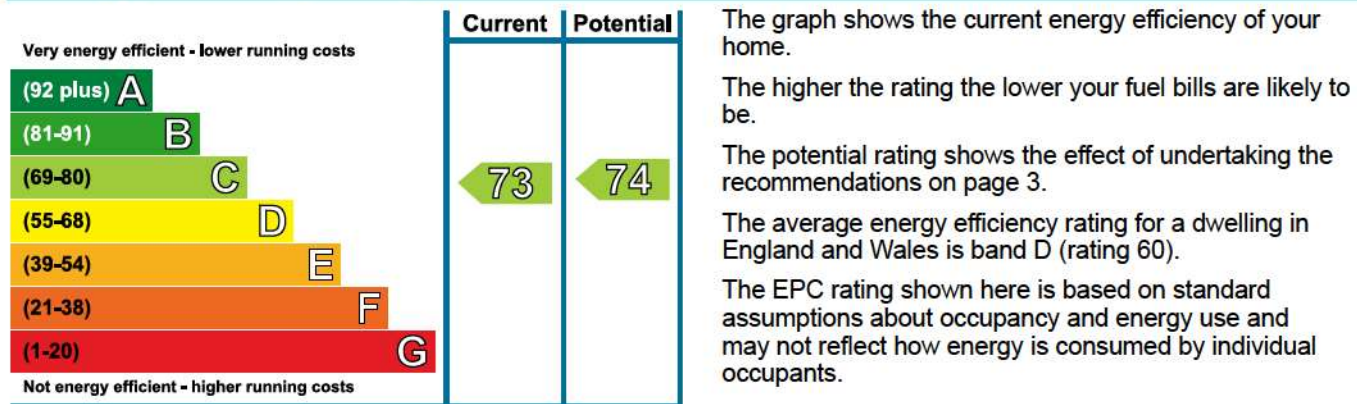 Current Potential
Very energy efficient - lower running costs
(92 plus) A
(81-91) B
(69-80) C
73 74
(55-68) D
(39-54) E
(21-38) F
(1-20) G
Not energy efficient - higher running costs
The graph shows the current energy efficiency of your
home.
The higher the rating the lower your fuel bills are likely to
be.
The potential rating shows the effect of undertaking the
recommendations on page 3.
The average energy efficiency rating for a dwelling in
England and Wales is band D (rating 60).
The EPC rating shown here is based on standard
assumptions about occupancy and energy use and
may not reflect how energy is consumed by individual
occupants.